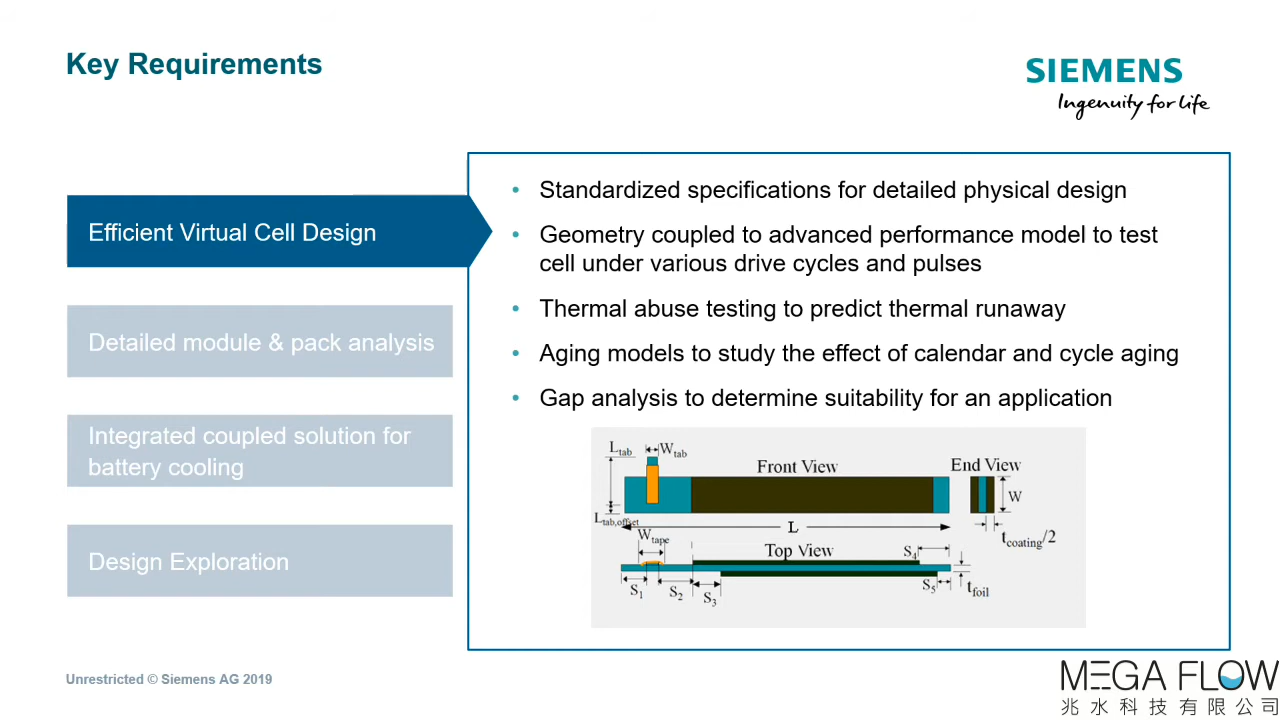 Key Requirements
SIEMENS
Ingenuity for life
Efficient Virtual Cell Design
Detailed module & pack analysis
Integrated coupled solution for
battery cooling
Design Exploration
• Standardized specifications for detailed physical design
• Geometry coupled to advanced performance model to test
cell under various drive cycles and pulses
• Thermal abuse testing to predict thermal runaway
• Aging models to study the effect of calendar and cycle aging
• Gap analysis to determine suitability for an application
Ltab
Wtab
Front View
End View
W
Ltab,offset
L
tcoating/2
Wtape
Top View
S4
S1
S2
S3
S5
tfoil
Unrestricted © Siemens AG 2019
MEGA FLOW
兆水科技有限公司